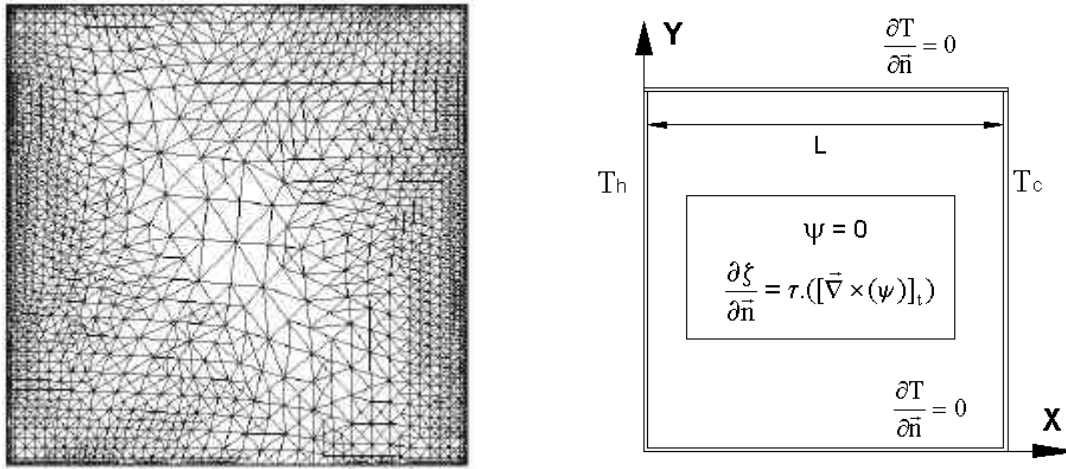 Y
∂T/∂n⃗ = 0
L
Th
Tc
ψ = 0
∂ζ/∂n⃗ = τ.([∇⃗ × (ψ)]t)
∂T/∂n⃗ = 0
X